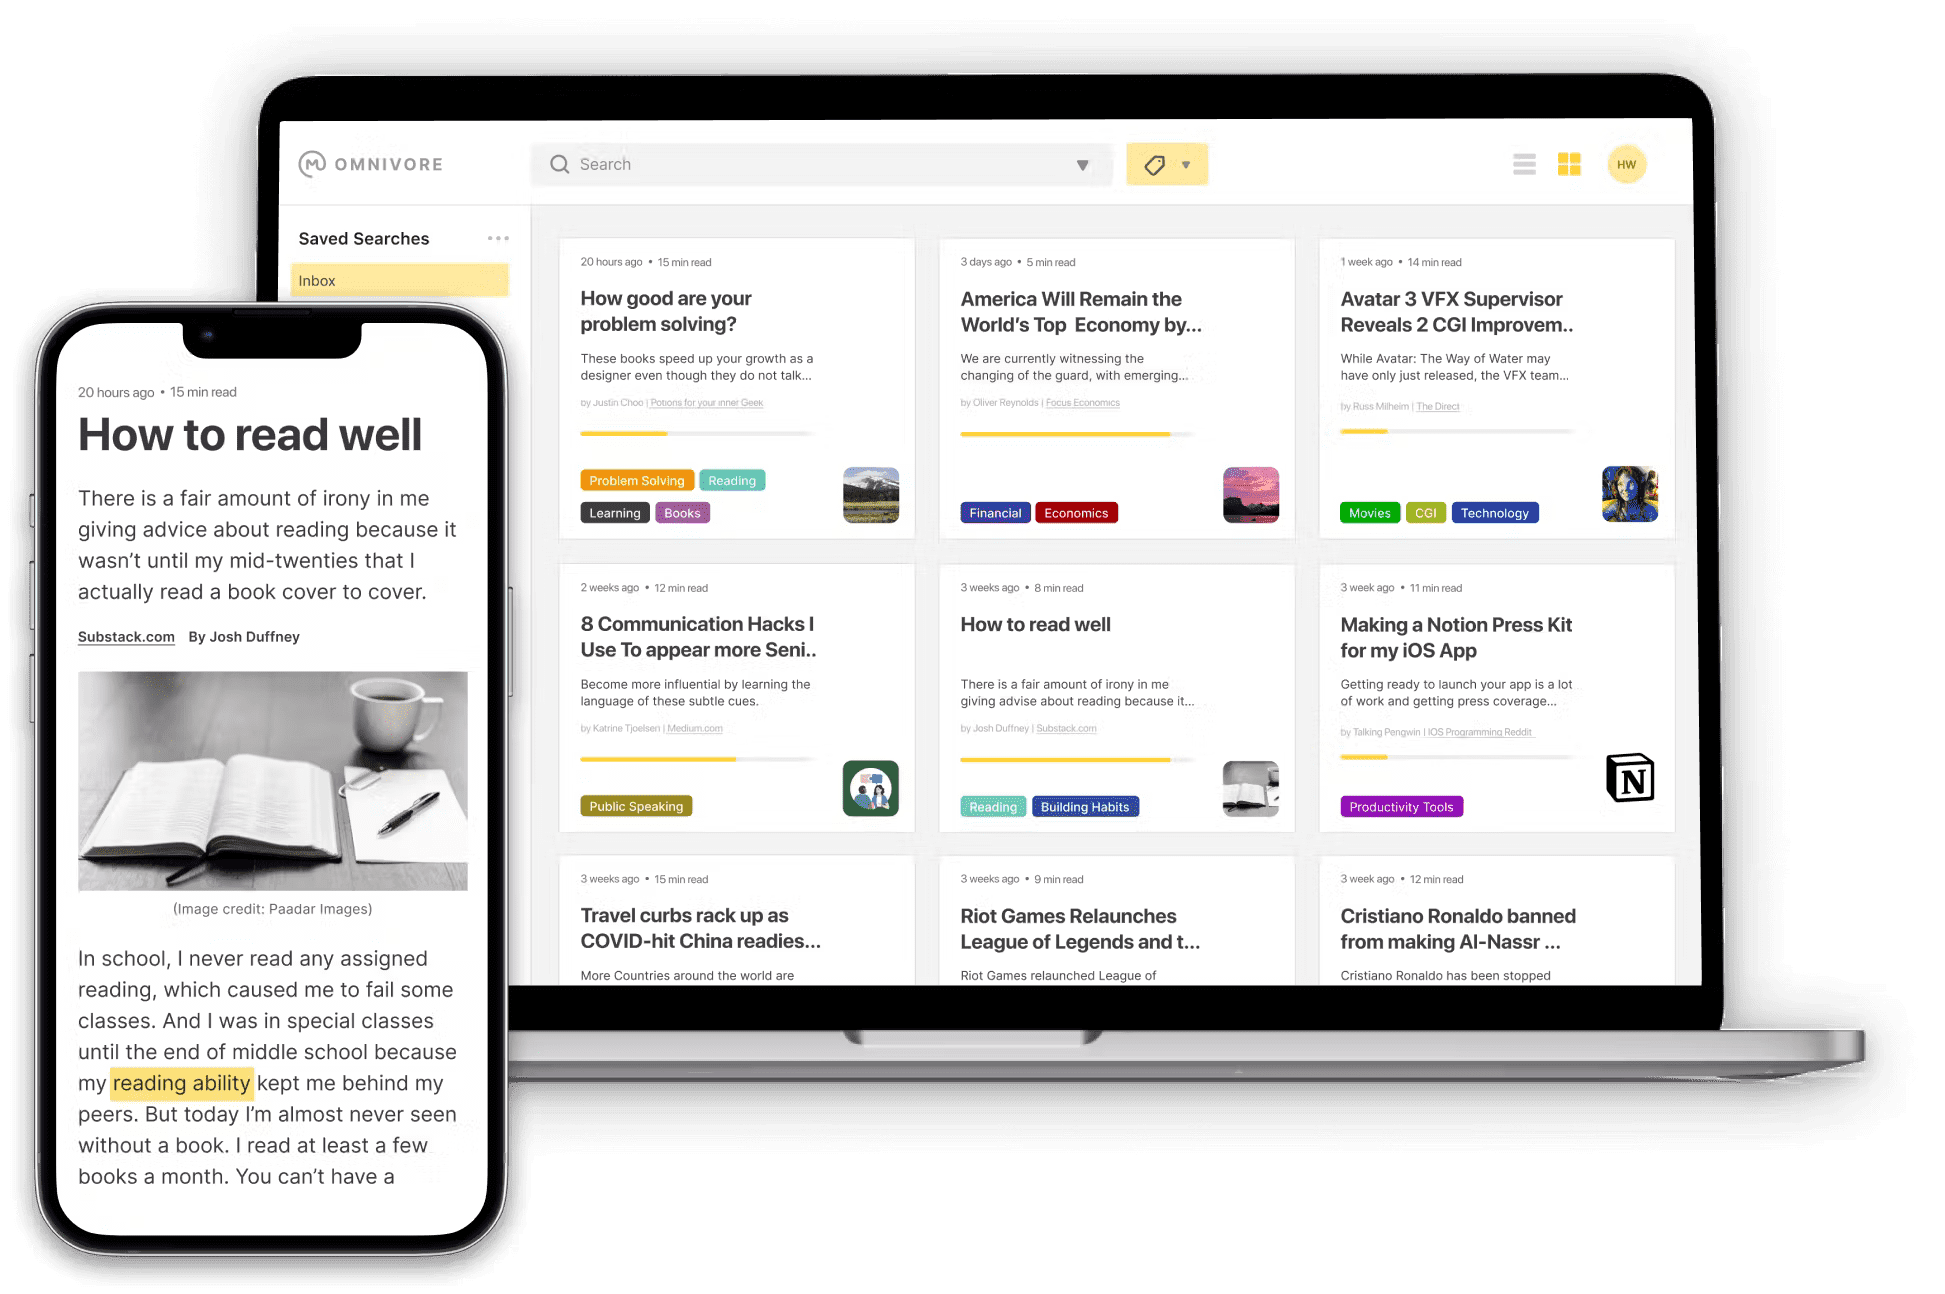 OMNIVORE
Search
HW
Saved Searches
Inbox
20 hours ago • 15 min read
How good are your
problem solving?
These books speed up your growth as a
designer even though they do not talk...
by Justin Choo | Potions for your inner Geek
Problem Solving
Reading
Learning
Books
3 days ago • 5 min read
America Will Remain the
World's Top Economy by...
We are currently witnessing the
changing of the guard, with emerging...
by Oliver Reynolds | Focus Economics
Financial
Economics
1 week ago • 14 min read
Avatar 3 VFX Supervisor
Reveals 2 CGI Improvem..
While Avatar: The Way of Water may
have only just released, the VFX team...
by Russ Milheim | The Direct
Movies
CGI
Technology
2 weeks ago • 12 min read
8 Communication Hacks I
Use To appear more Seni..
Become more influential by learning the
language of these subtle cues.
by Katrine Tjoelsen | Medium.com
Public Speaking
3 weeks ago • 8 min read
How to read well
There is a fair amount of irony in me
giving advise about reading because it...
by Josh Duffney | Substack.com
Reading
Building Habits
3 week ago • 11 min read
Making a Notion Press Kit
for my iOS App
Getting ready to launch your app is a lot
of work and getting press coverage...
by Talking Pengwin | IOS Programming Reddit
N
Productivity Tools
3 weeks ago • 15 min read
Travel curbs rack up as
COVID-hit China readies...
More Countries around the world are
3 weeks ago • 9 min read
Riot Games Relaunches
League of Legends and t...
Riot Games relaunched League of
3 week ago • 12 min read
Cristiano Ronaldo banned
from making Al-Nassr ...
Cristiano Ronaldo has been stopped
20 hours ago • 15 min read
How to read well
There is a fair amount of irony in me
giving advice about reading because it
wasn't until my mid-twenties that I
actually read a book cover to cover.
Substack.com By Josh Duffney
(Image credit: Paadar Images)
In school, I never read any assigned
reading, which caused me to fail some
classes. And I was in special classes
until the end of middle school because
my reading ability kept me behind my
peers. But today I'm almost never seen
without a book. I read at least a few
books a month. You can't have a